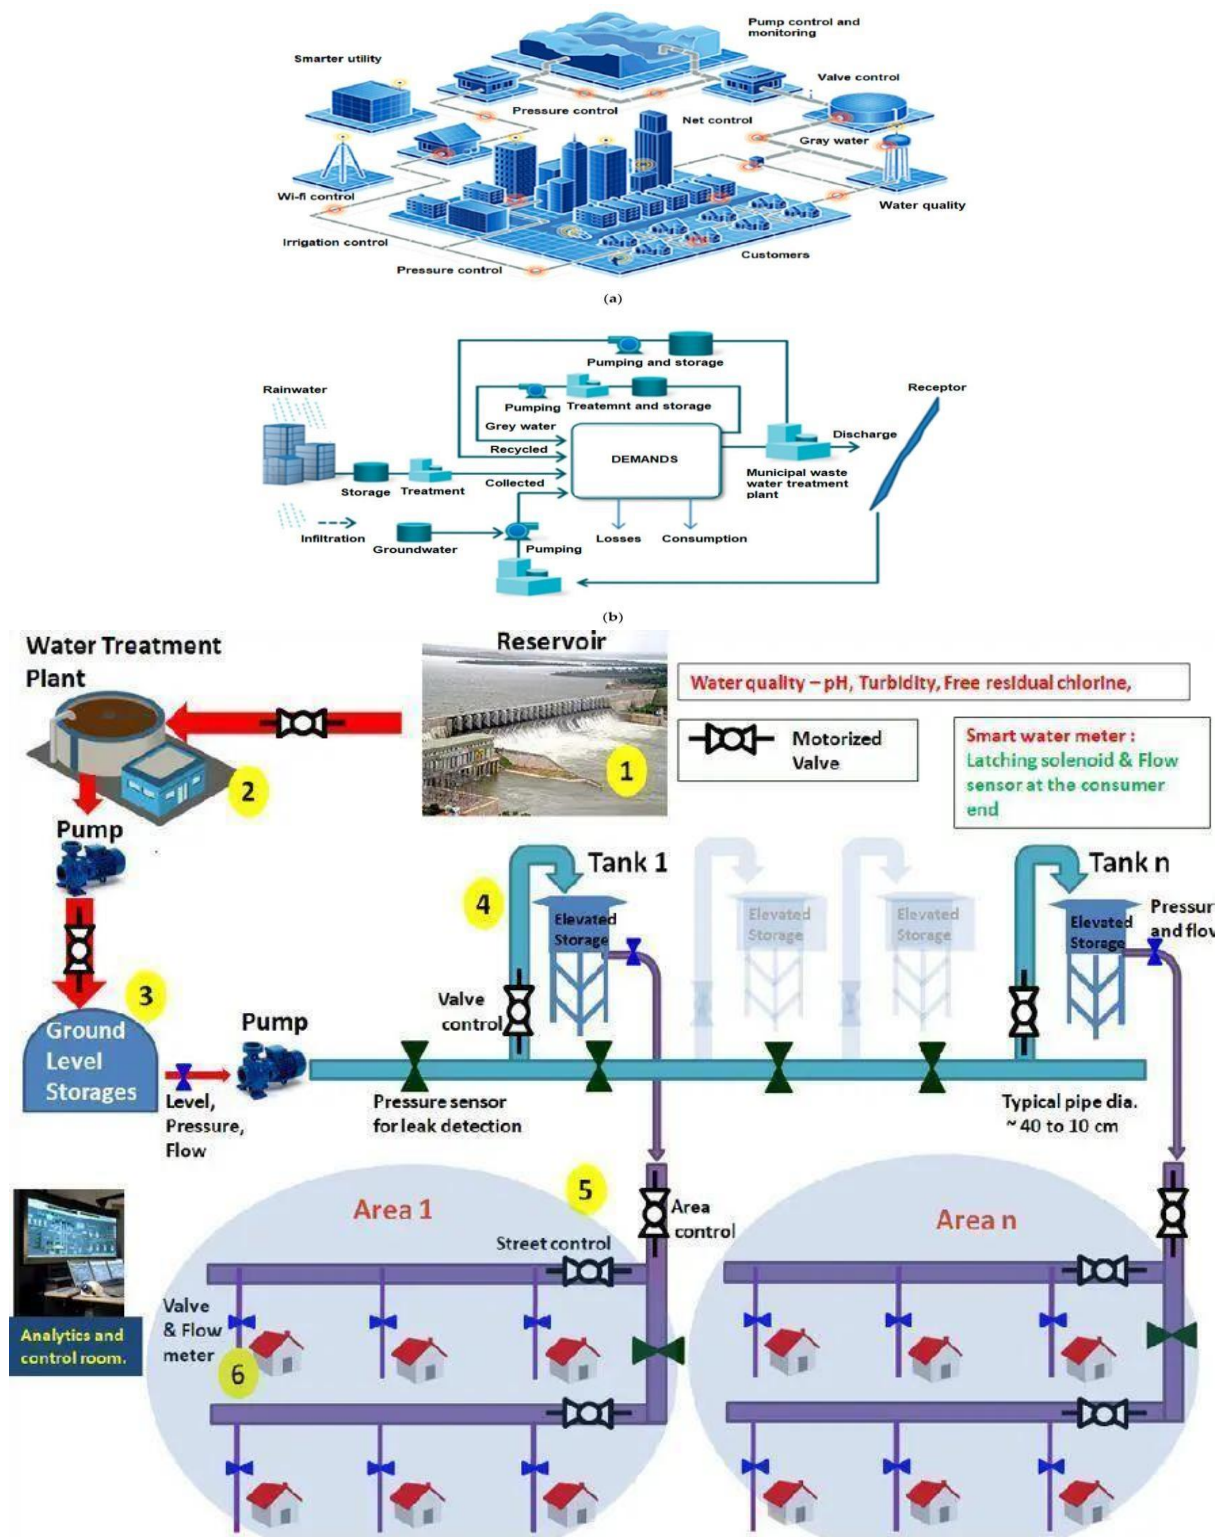 Pump control and
monitoring
Smarter utility
Valve control
Pressure control
Net control
Gray water
Wi-fi control
Water quality
Irrigation control
Customers
Pressure control
(a)
Pumping and storage
Rainwater
Receptor
Pumping
Treatemnt and storage
Grey water
Discharge
Recycled
DEMANDS
Municipal waste
water treatment
plant
Collected
Storage
Treatment
Infiltration
Groundwater
Pumping
Losses
Consumption
(b)
Water Treatment
Plant
Reservoir
Water quality – pH, Turbidity, Free residual chlorine,
Motorized
Valve
Smart water meter :
Latching solenoid & Flow
sensor at the consumer
end
1
2
Pump
Tank 1
Tank n
4
Elevated
Storage
Elevated
Storage
Elevated
Storage
Elevated
Storage
Pressure
and flow
3
Valve
control
Ground
Level
Storages
Pump
Level,
Pressure,
Flow
Pressure sensor
for leak detection
Typical pipe dia.
~ 40 to 10 cm
5
Area 1
Area
control
Area n
Street control
Valve
& Flow
meter
6
Analytics and
control room.